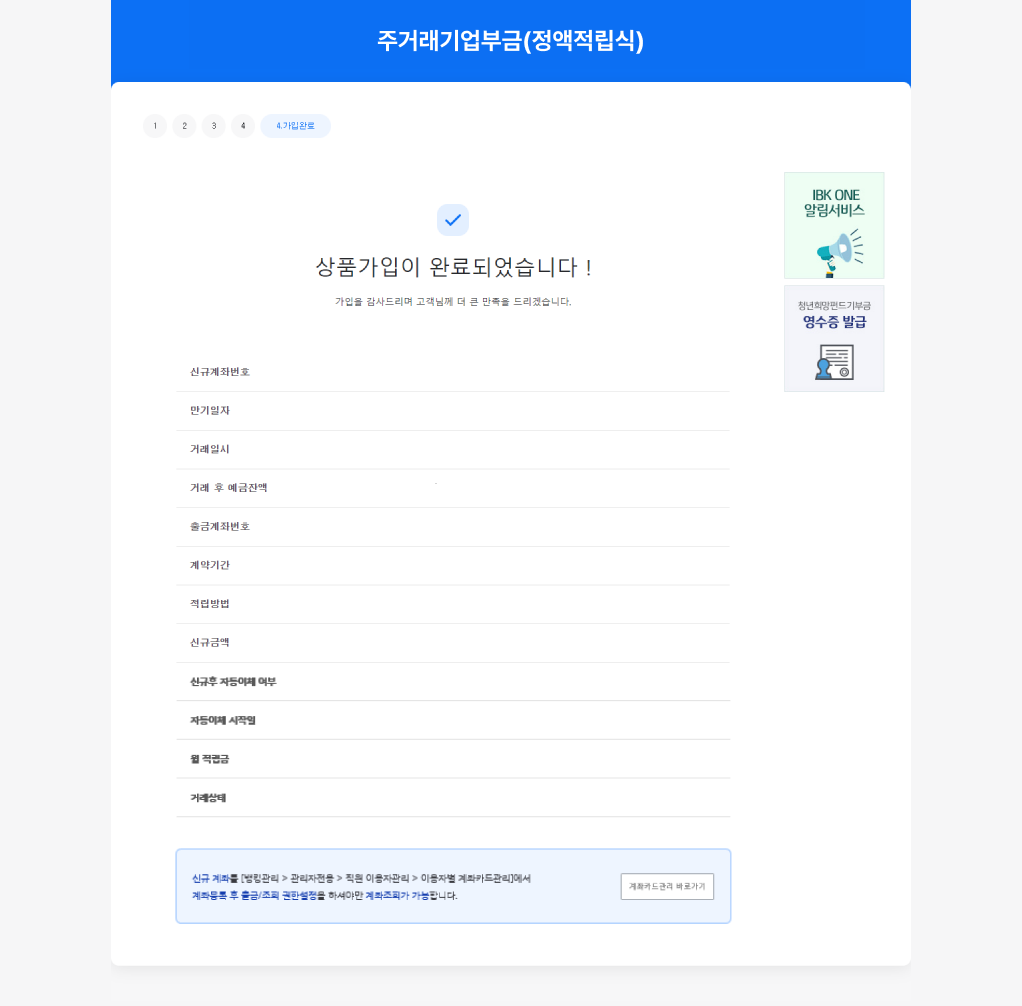 주거래기업부금(정액적립식)
1 2 3 4 4.가입완료
IBK ONE
알림서비스
상품가입이 완료되었습니다 !
가입을 감사드리며 고객님께 더 큰 만족을 드리겠습니다.
청년희망펀드기부금
영수증 발급
신규계좌번호
만기일자
거래일시
거래 후 예금잔액
출금계좌번호
계약기간
적립방법
신규금액
신규후 자동이체 여부
자동이체 시작일
월 적립금
거래상태
신규 계좌를 [뱅킹관리 > 관리자전용 > 직원 이용자관리 > 이용자별 계좌카드관리]에서
계좌등록 후 출금/조회 권한설정을 하셔야만 계좌조회가 가능합니다.
계좌카드관리 바로가기